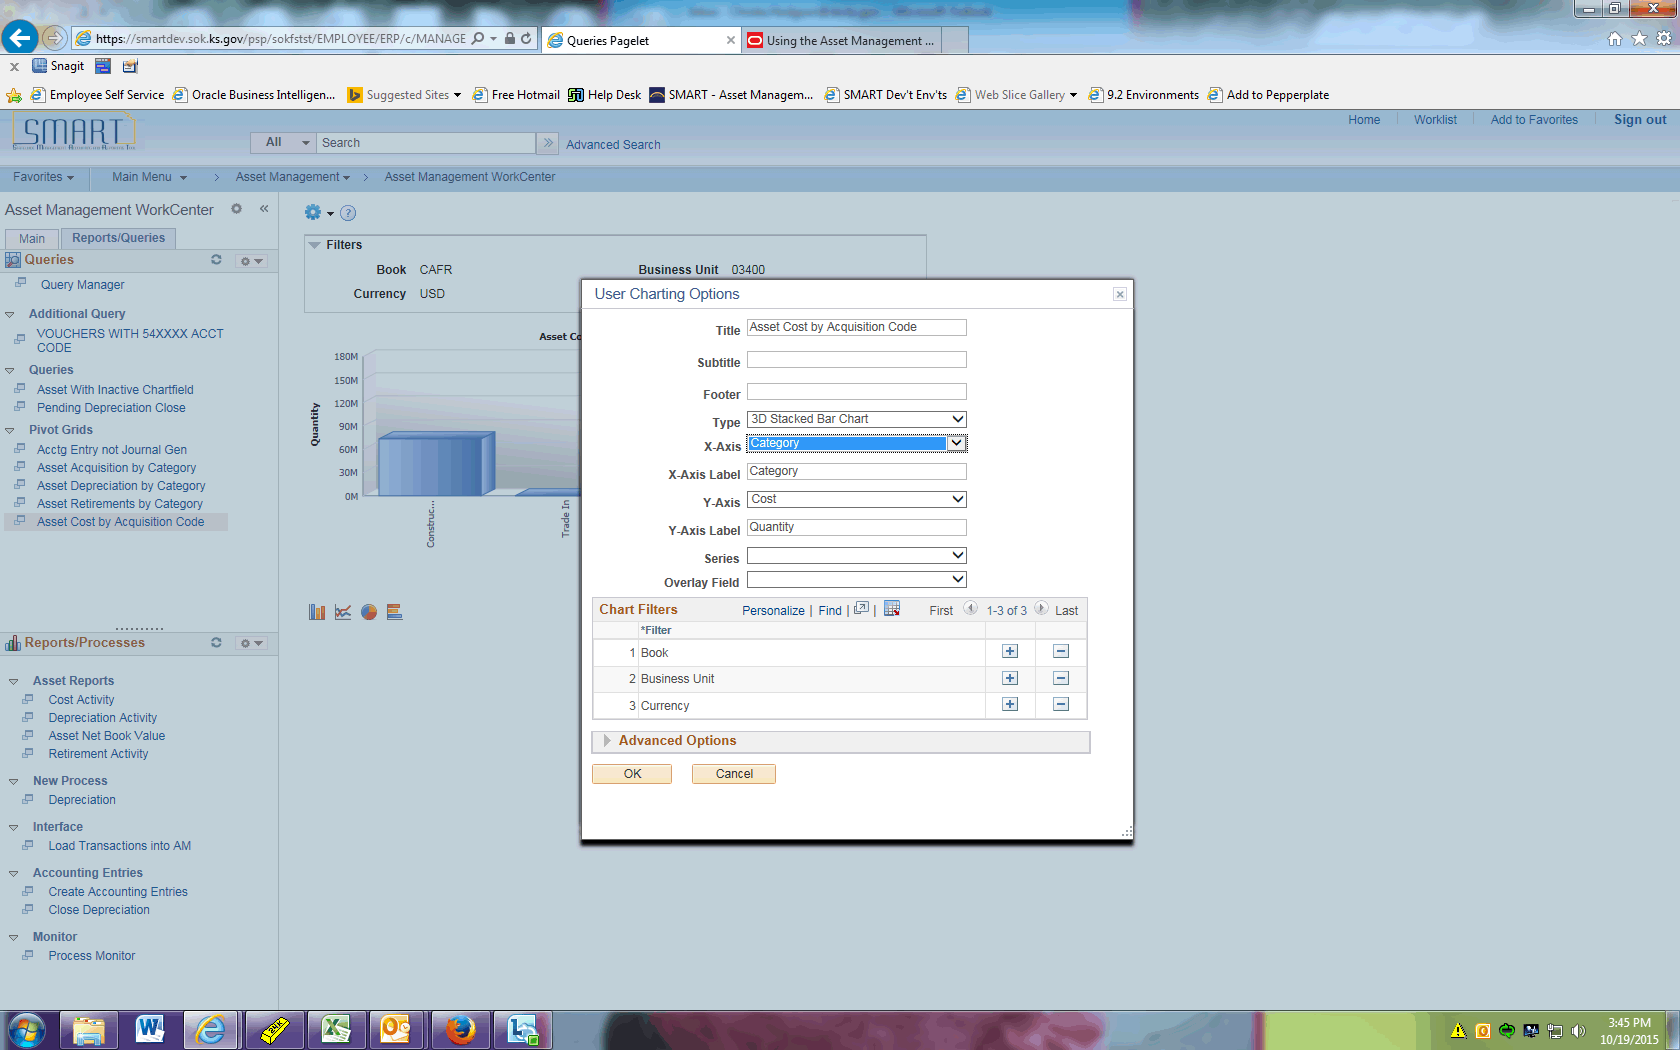 https://smartdev.sok.ks.gov/psp/sokfstst/EMPLOYEE/ERP/c/MANAGE
Queries Pagelet
Using the Asset Management ...
Snagit
Employee Self Service
Oracle Business Intelligen...
Suggested Sites
Free Hotmail
Help Desk
SMART - Asset Managem...
SMART Dev't Env'ts
Web Slice Gallery
9.2 Environments
Add to Pepperplate
SMART
All
Search
Advanced Search
Home
Worklist
Add to Favorites
Sign out
Favorites
Main Menu
Asset Management
Asset Management WorkCenter
Asset Management WorkCenter
Main
Reports/Queries
Queries
Query Manager
Additional Query
VOUCHERS WITH 54XXXX ACCT
CODE
Queries
Asset With Inactive Chartfield
Pending Depreciation Close
Pivot Grids
Acctg Entry not Journal Gen
Asset Acquisition by Category
Asset Depreciation by Category
Asset Retirements by Category
Asset Cost by Acquisition Code
Reports/Processes
Asset Reports
Cost Activity
Depreciation Activity
Asset Net Book Value
Retirement Activity
New Process
Depreciation
Interface
Load Transactions into AM
Accounting Entries
Create Accounting Entries
Close Depreciation
Monitor
Process Monitor
Filters
Book CAFR
Business Unit 03400
Currency USD
Asset Co
180M
150M
120M
90M
60M
30M
0M
Quantity
Construc...
Trade In
User Charting Options
Title Asset Cost by Acquisition Code
Subtitle
Footer
Type 3D Stacked Bar Chart
X-Axis Category
X-Axis Label Category
Y-Axis Cost
Y-Axis Label Quantity
Series
Overlay Field
Chart Filters
Personalize | Find | |
First 1-3 of 3 Last
*Filter
1 Book
2 Business Unit
3 Currency
Advanced Options
OK
Cancel
3:45 PM
10/19/2015